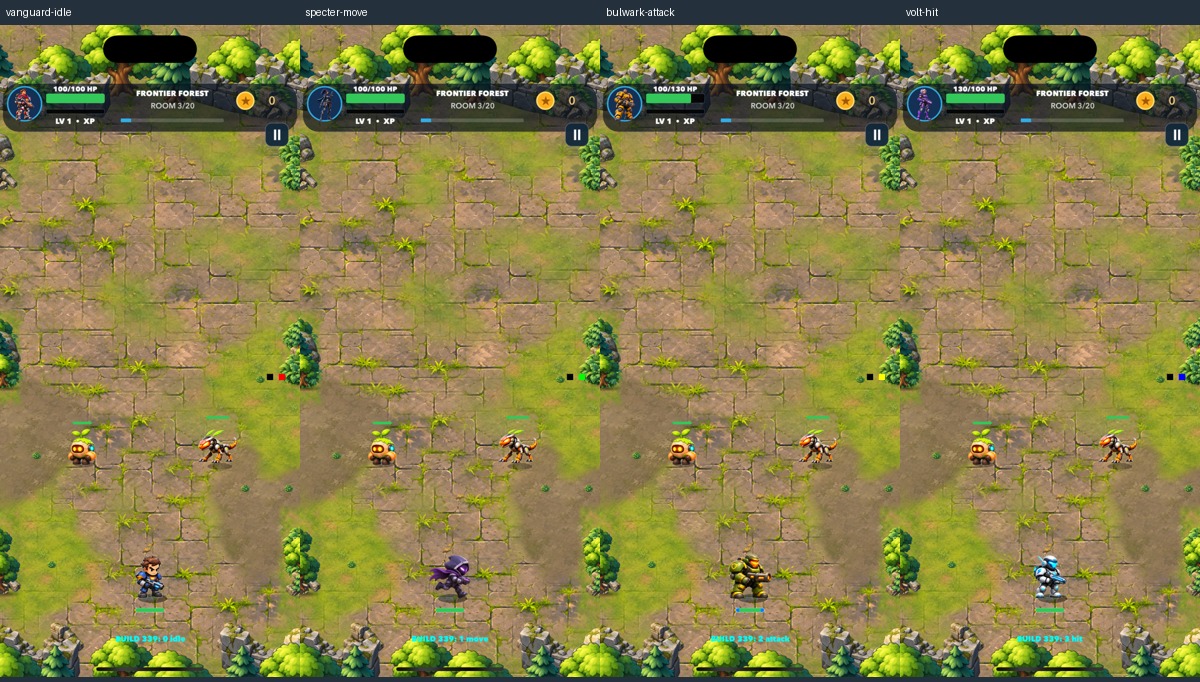 vanguard-idle
100/100 HP
FRONTIER FOREST
ROOM 3/20
0
LV 1 • XP
BUILD 339: 0 idle
specter-move
100/100 HP
FRONTIER FOREST
ROOM 3/20
0
LV 1 • XP
BUILD 339: 1 move
bulwark-attack
100/130 HP
FRONTIER FOREST
ROOM 3/20
0
LV 1 • XP
BUILD 339: 2 attack
volt-hit
130/100 HP
FRONTIER FOREST
ROOM 3/20
0
LV 1 • XP
BUILD 339: 3 hit